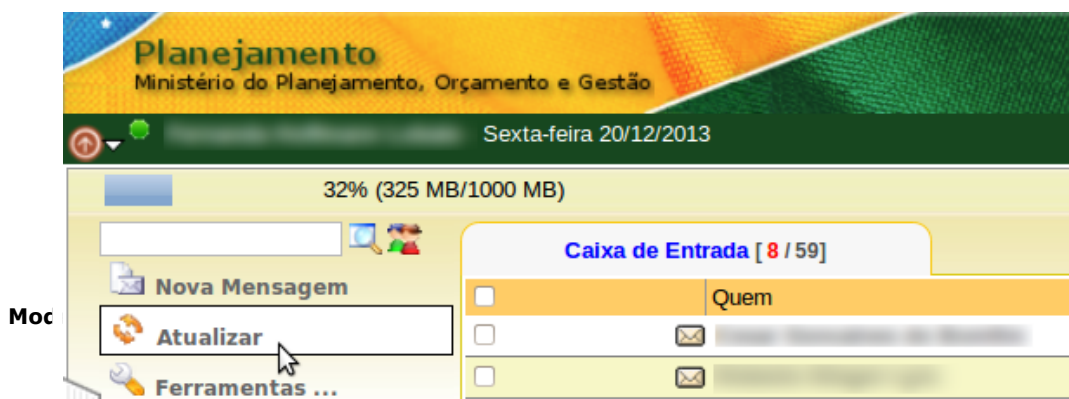 Planejamento
Ministério do Planejamento, Orçamento e Gestão
Sexta-feira 20/12/2013
32% (325 MB/1000 MB)
Caixa de Entrada [ 8 / 59]
Nova Mensagem
Quem
Mod
Atualizar
Ferramentas ...